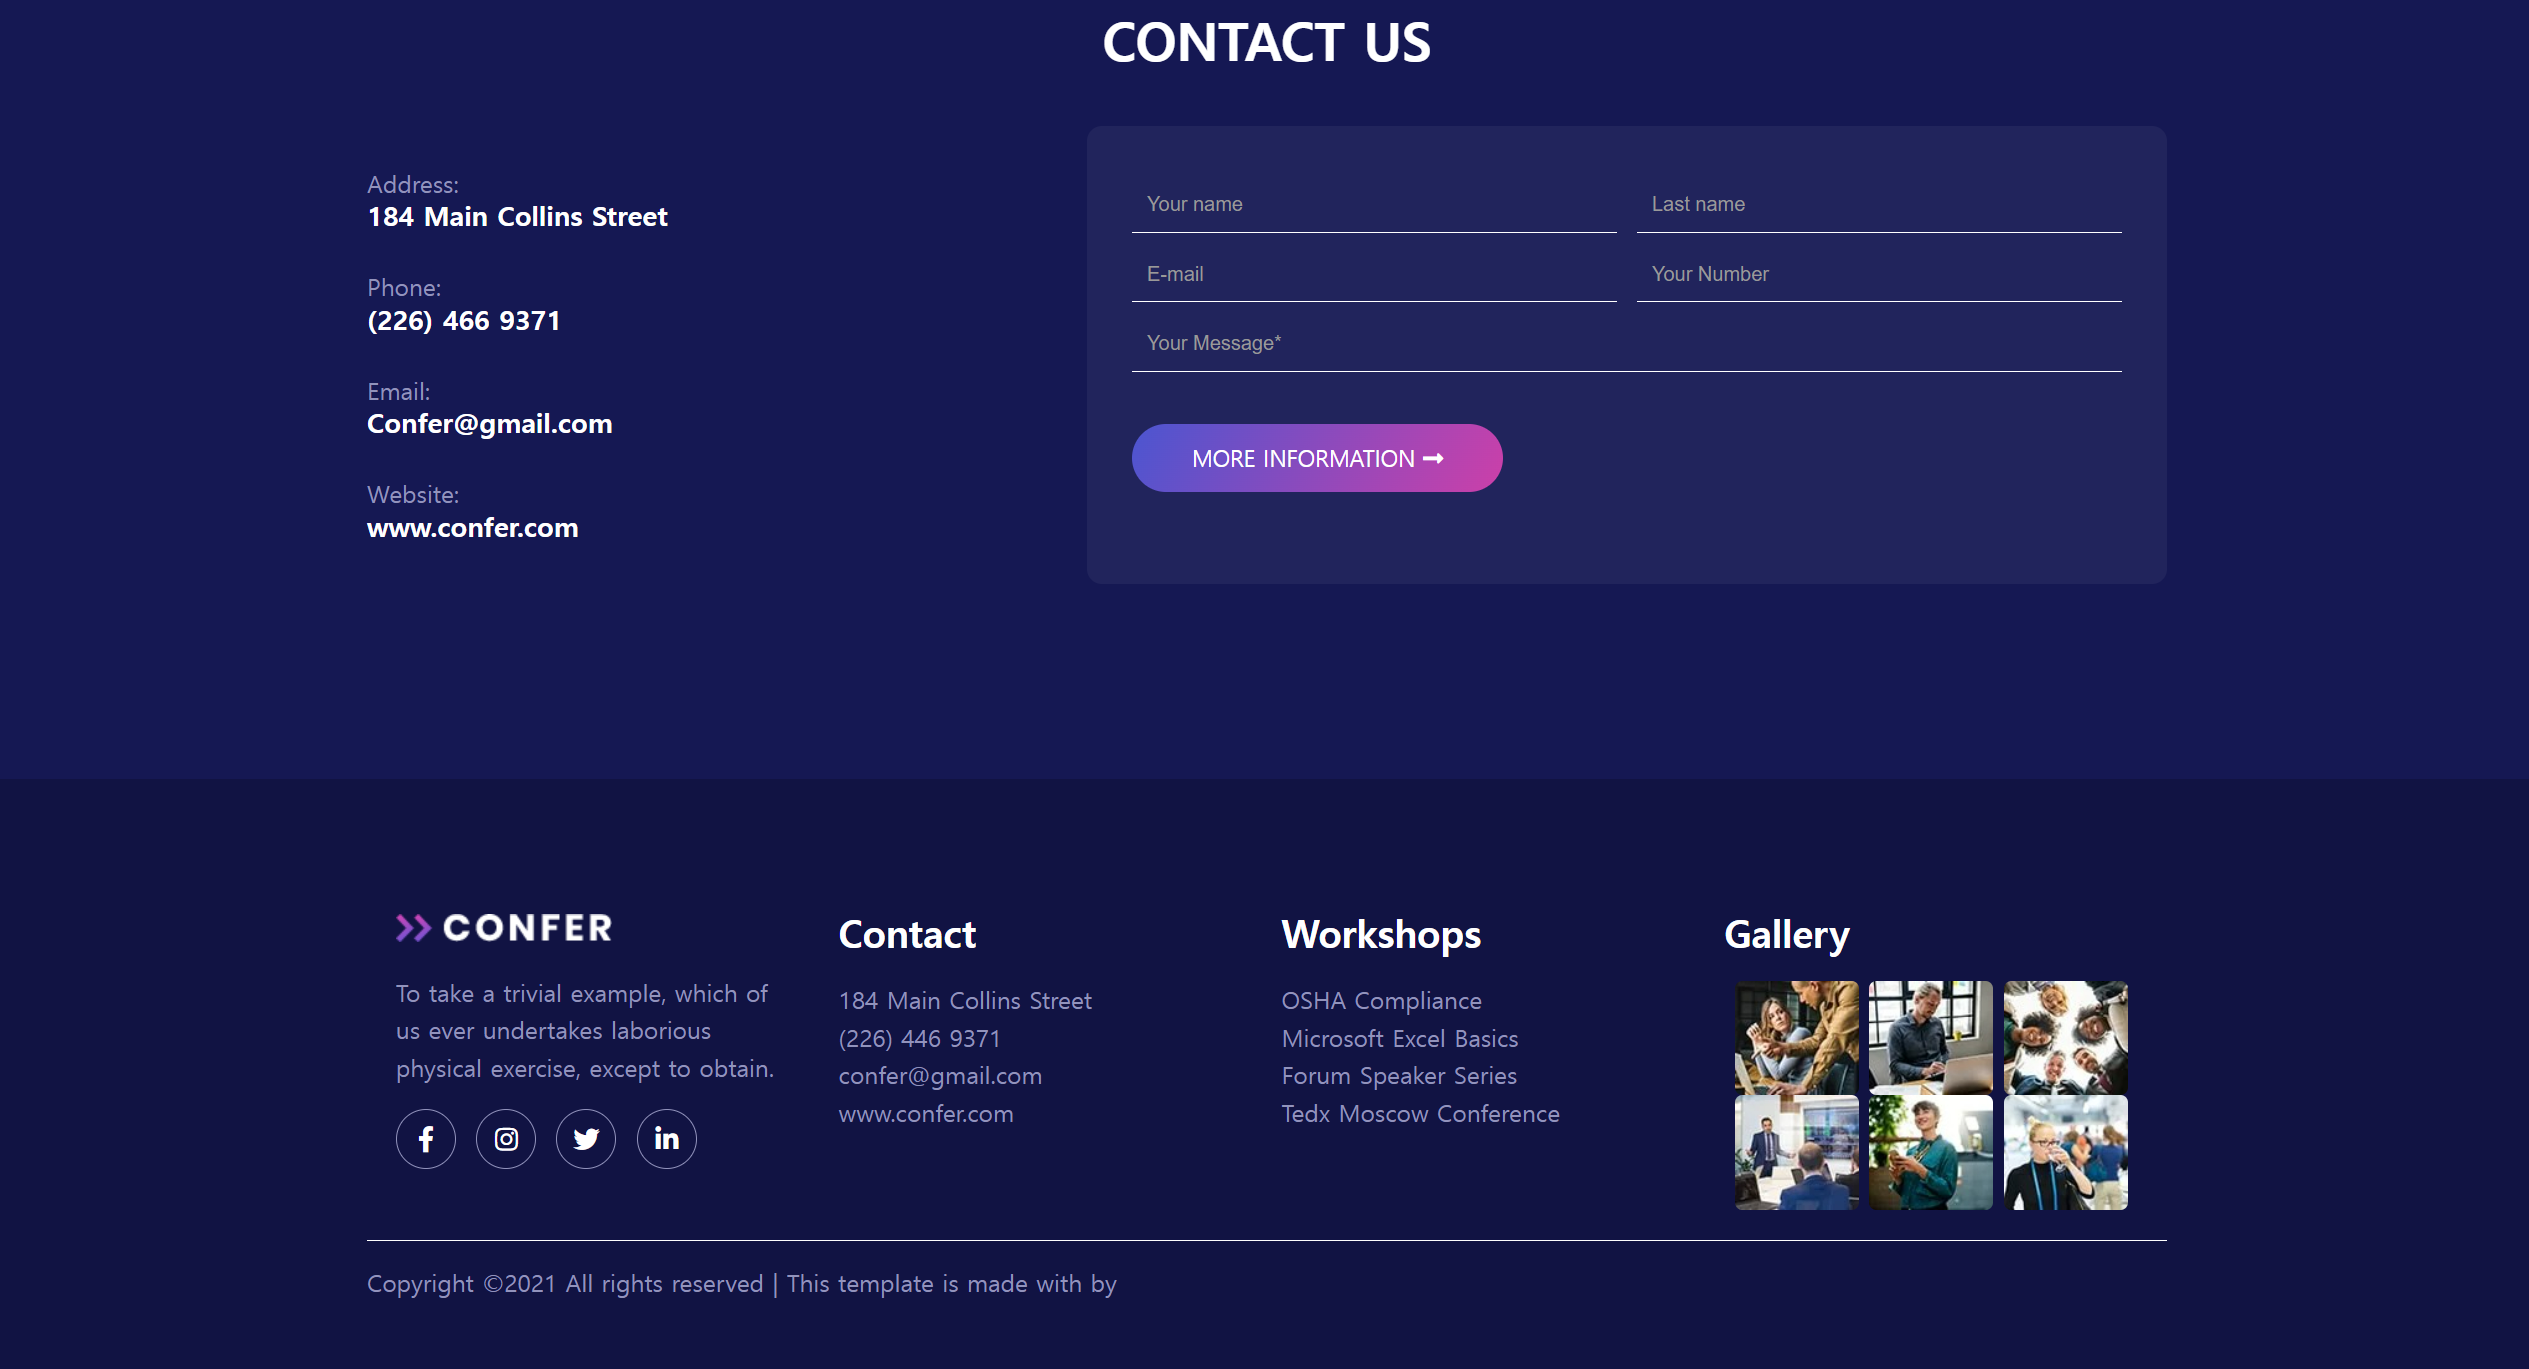 CONTACT US
Address:
184 Main Collins Street
Phone:
(226) 466 9371
Email:
Confer@gmail.com
Website:
www.confer.com
Your name
Last name
E-mail
Your Number
Your Message*
MORE INFORMATION
CONFER
To take a trivial example, which of
us ever undertakes laborious
physical exercise, except to obtain.
Contact
184 Main Collins Street
(226) 446 9371
confer@gmail.com
www.confer.com
Workshops
OSHA Compliance
Microsoft Excel Basics
Forum Speaker Series
Tedx Moscow Conference
Gallery
Copyright ©2021 All rights reserved | This template is made with by